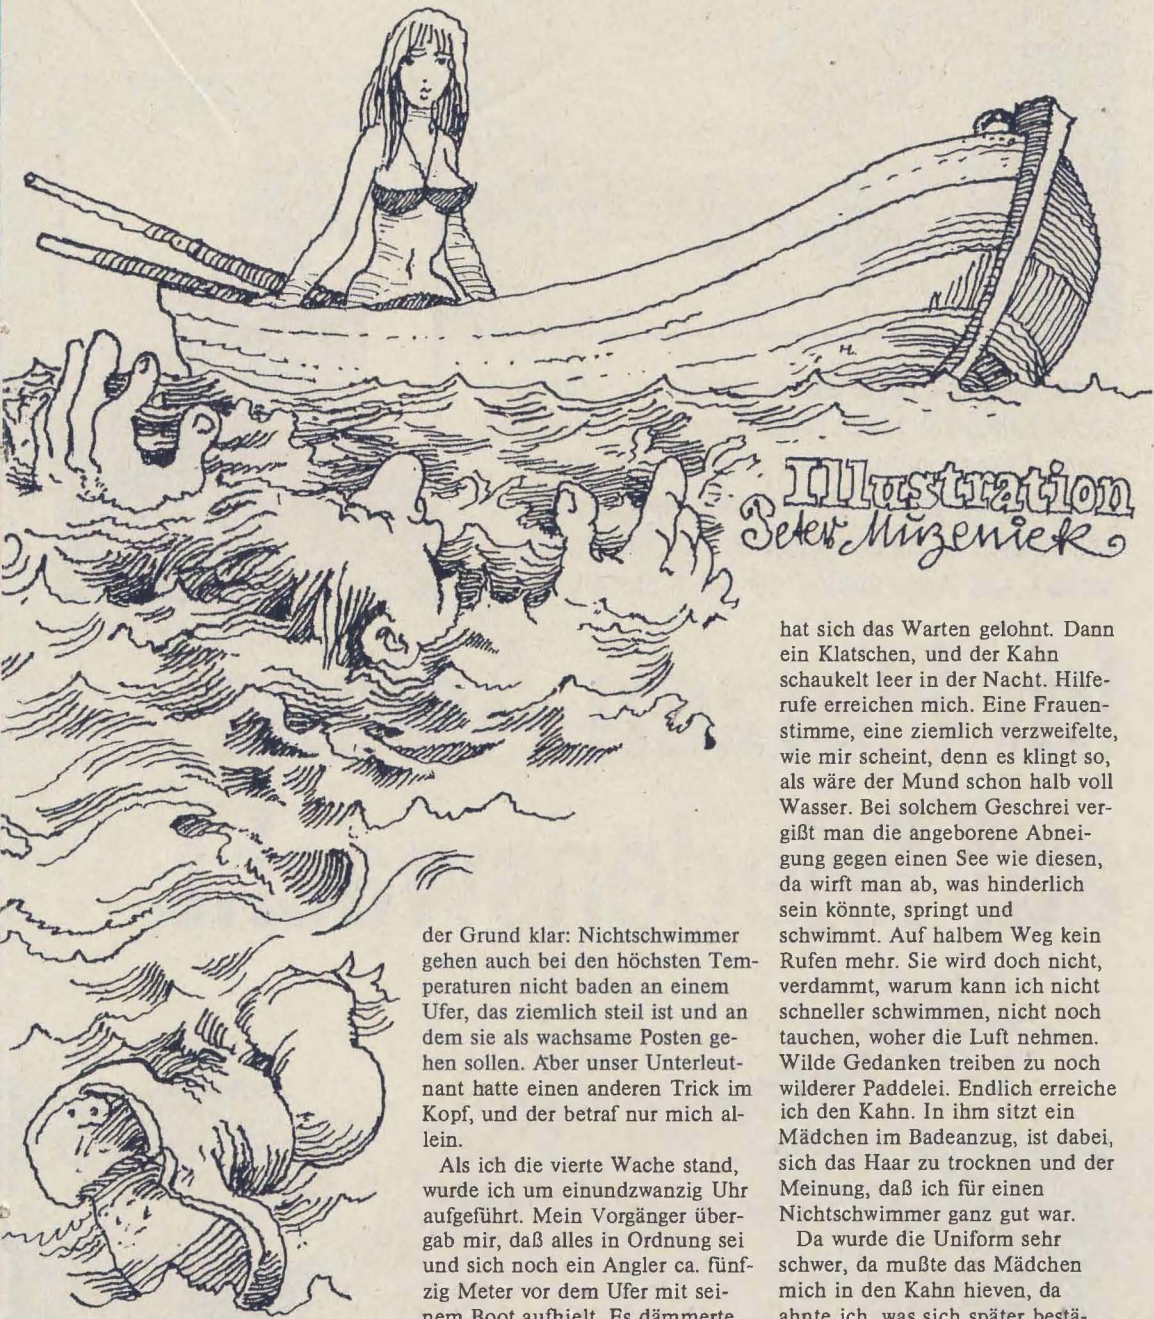 Illustration
Peter Muzeniek
der Grund klar: Nichtschwimmer
gehen auch bei den höchsten Tem-
peraturen nicht baden an einem
Ufer, das ziemlich steil ist und an
dem sie als wachsame Posten ge-
hen sollen. Aber unser Unterleut-
nant hatte einen anderen Trick im
Kopf, und der betraf nur mich al-
lein.
Als ich die vierte Wache stand,
wurde ich um einundzwanzig Uhr
aufgeführt. Mein Vorgänger über-
gab mir, daß alles in Ordnung sei
und sich noch ein Angler ca. fünf-
zig Meter vor dem Ufer mit sei-
nem Boot aufhielt. Es dämmerte
hat sich das Warten gelohnt. Dann
ein Klatschen, und der Kahn
schaukelt leer in der Nacht. Hilfe-
rufe erreichen mich. Eine Frauen-
stimme, eine ziemlich verzweifelte,
wie mir scheint, denn es klingt so,
als wäre der Mund schon halb voll
Wasser. Bei solchem Geschrei ver-
gißt man die angeborene Abnei-
gung gegen einen See wie diesen,
da wirft man ab, was hinderlich
sein könnte, springt und
schwimmt. Auf halbem Weg kein
Rufen mehr. Sie wird doch nicht,
verdammt, warum kann ich nicht
schneller schwimmen, nicht noch
tauchen, woher die Luft nehmen.
Wilde Gedanken treiben zu noch
wilderer Paddelei. Endlich erreiche
ich den Kahn. In ihm sitzt ein
Mädchen im Badeanzug, ist dabei,
sich das Haar zu trocknen und der
Meinung, daß ich für einen
Nichtschwimmer ganz gut war.
Da wurde die Uniform sehr
schwer, da mußte das Mädchen
mich in den Kahn hieven, da
ahnte ich, was sich später bestä-